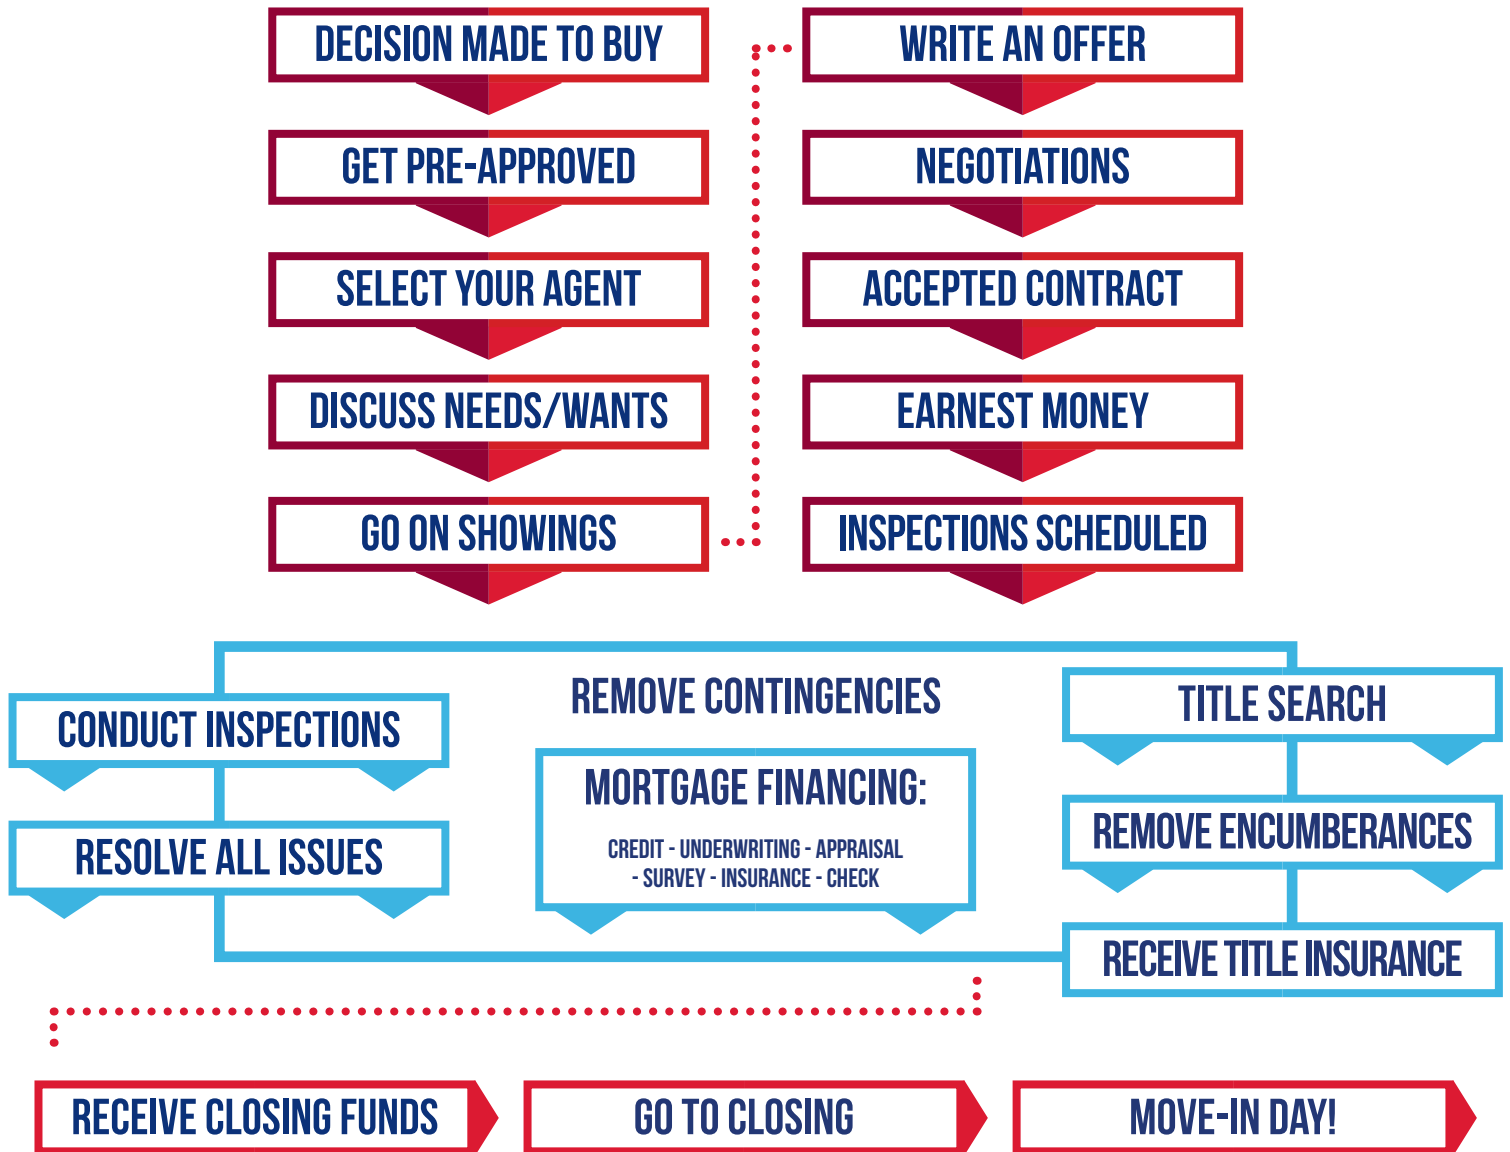 DECISION MADE TO BUY
GET PRE-APPROVED
SELECT YOUR AGENT
DISCUSS NEEDS/WANTS
GO ON SHOWINGS
WRITE AN OFFER
NEGOTIATIONS
ACCEPTED CONTRACT
EARNEST MONEY
INSPECTIONS SCHEDULED
REMOVE CONTINGENCIES
CONDUCT INSPECTIONS
RESOLVE ALL ISSUES
MORTGAGE FINANCING:
CREDIT - UNDERWRITING - APPRAISAL
- SURVEY - INSURANCE - CHECK
TITLE SEARCH
REMOVE ENCUMBERANCES
RECEIVE TITLE INSURANCE
RECEIVE CLOSING FUNDS
GO TO CLOSING
MOVE-IN DAY!